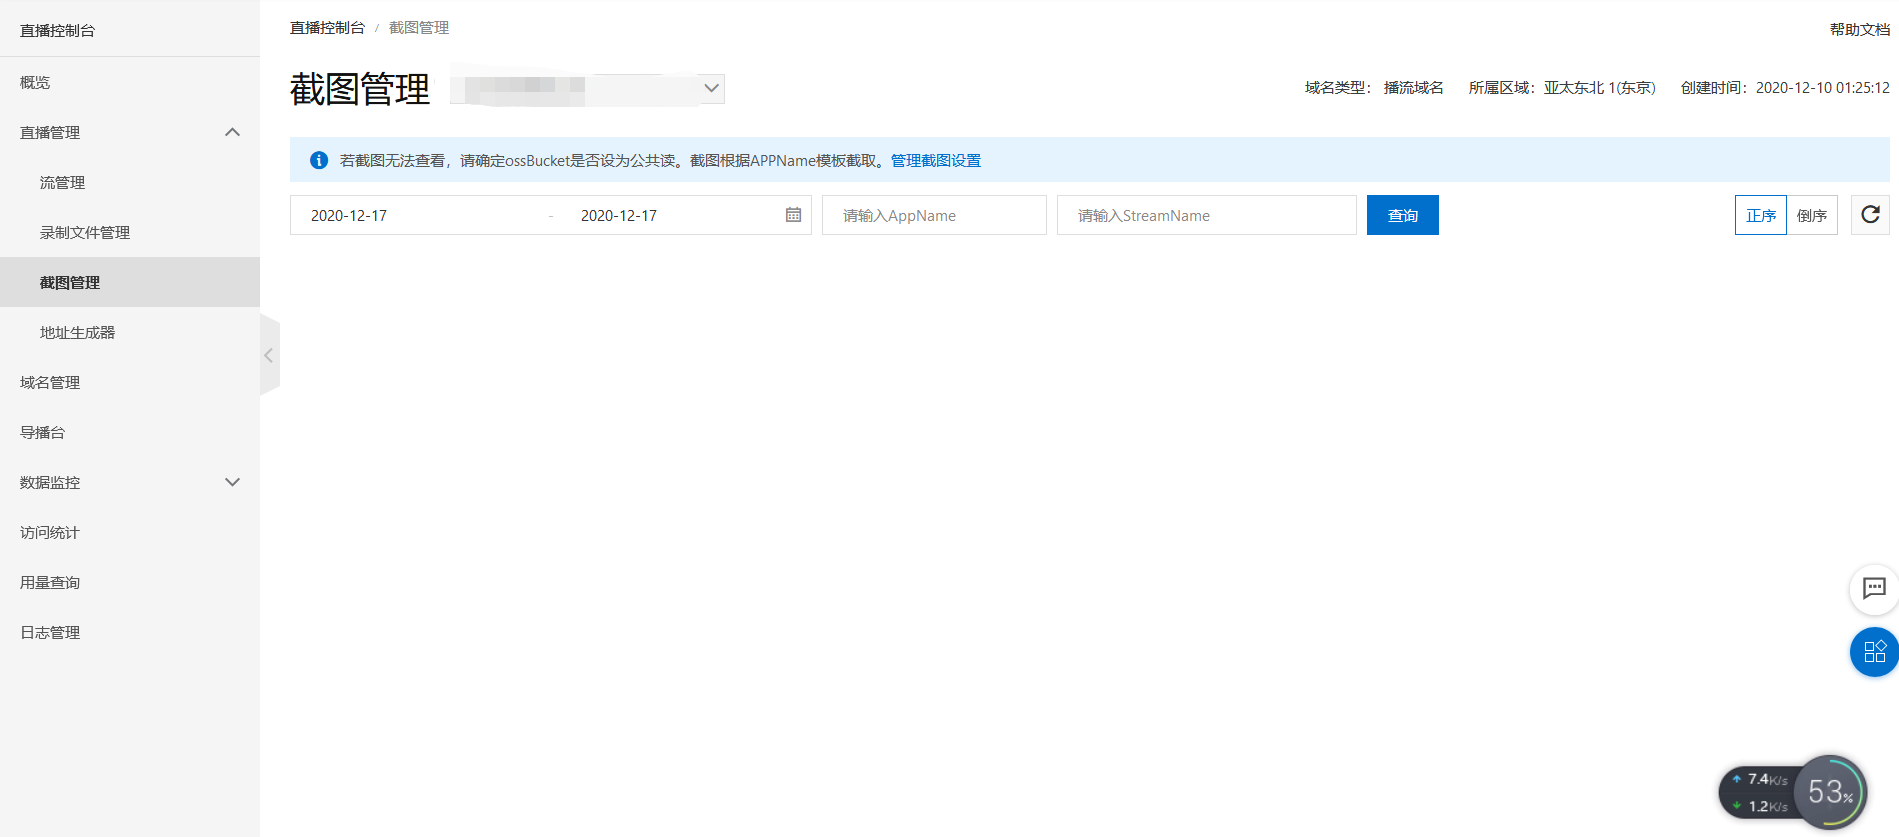 直播控制台
概览
直播管理
流管理
录制文件管理
截图管理
地址生成器
域名管理
导播台
数据监控
访问统计
用量查询
日志管理
直播控制台 / 截图管理
帮助文档
截图管理
域名类型： 播流域名 所属区域：亚太东北 1(东京) 创建时间：2020-12-10 01:25:12
若截图无法查看，请确定ossBucket是否设为公共读。截图根据APPName模板截取。管理截图设置
2020-12-17 - 2020-12-17 请输入AppName 请输入StreamName 查询 正序 倒序
7.4K/s
1.2K/s
53%